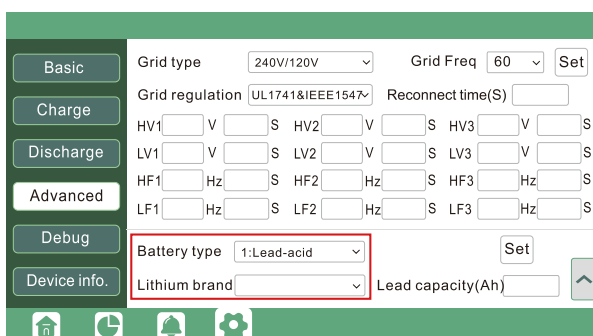 Basic
Charge
Discharge
Advanced
Debug
Device info.
Grid type 240V/120V Grid Freq 60 Set
Grid regulation UL1741&IEEE1547 Reconnect time(S)
HV1 V S HV2 V S HV3 V S
LV1 V S LV2 V S LV3 V S
HF1 Hz S HF2 Hz S HF3 Hz S
LF1 Hz S LF2 Hz S LF3 Hz S
Battery type 1:Lead-acid Set
Lithium brand Lead capacity(Ah)